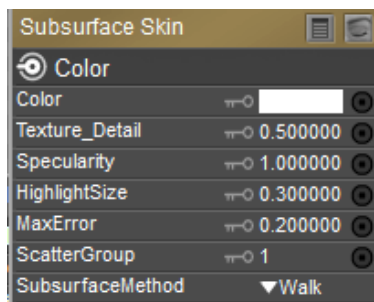 Subsurface Skin
Color
Color
Texture_Detail 0.500000
Specularity 1.000000
HighlightSize 0.300000
MaxError 0.200000
ScatterGroup 1
SubsurfaceMethod Walk